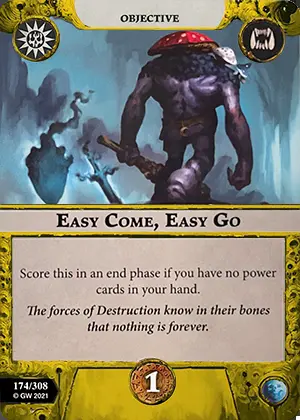 OBJECTIVE
EASY COME, EASY GO
Score this in an end phase if you have no power
cards in your hand.
The forces of Destruction know in their bones
that nothing is forever.
174/308
© GW 2021
1